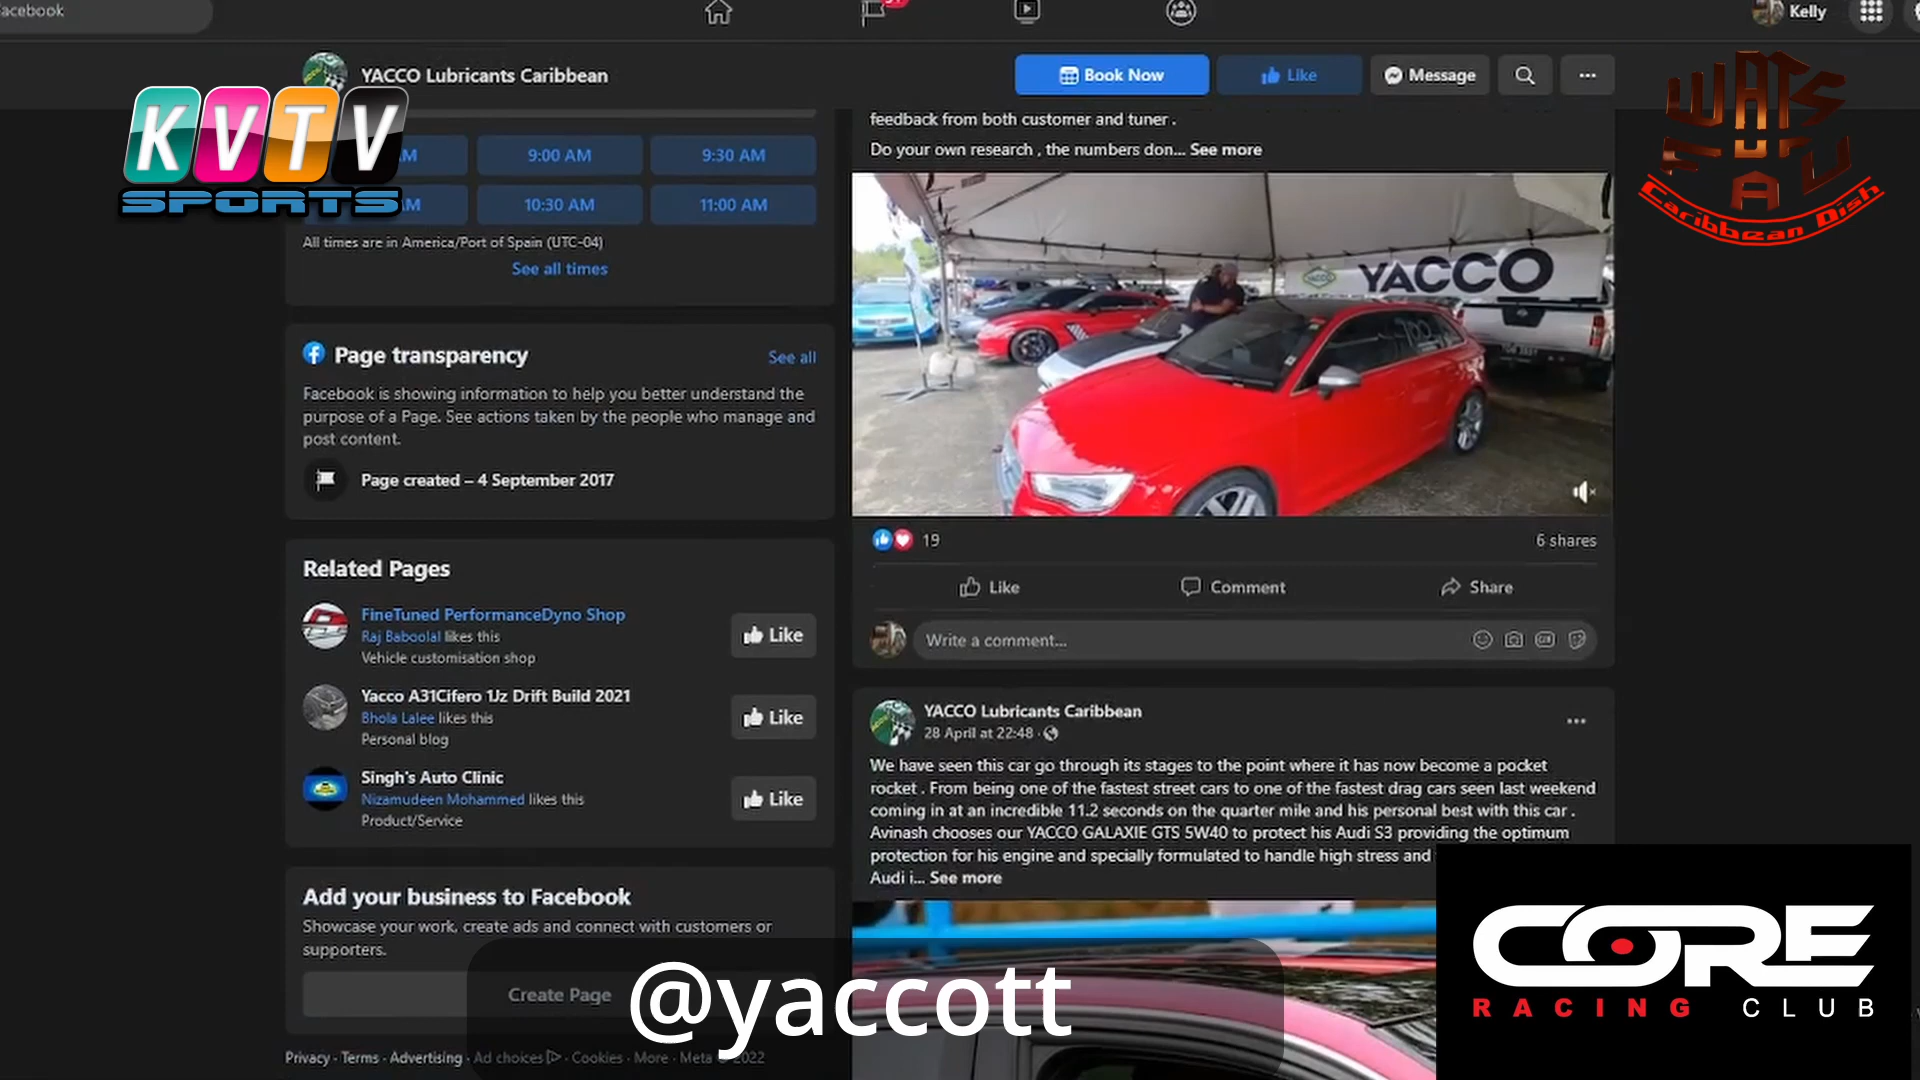 acebook
Kelly
YACCO Lubricants Caribbean
Book Now
Like
Message
KVTV
SPORTS
WATS
Caribbean Dish
AM
9:00 AM
9:30 AM
AM
10:30 AM
11:00 AM
All times are in America/Port of Spain (UTC-04)
See all times
Page transparency
See all
Facebook is showing information to help you better understand the
purpose of a Page. See actions taken by the people who manage and
post content.
Page created – 4 September 2017
Related Pages
FineTuned PerformanceDyno Shop
Raj Baboolal likes this
Vehicle customisation shop
Like
Yacco A31Cifero 1Jz Drift Build 2021
Bhola Lalee likes this
Personal blog
Like
Singh's Auto Clinic
Nizamudeen Mohammed likes this
Product/Service
Like
Add your business to Facebook
Showcase your work, create ads and connect with customers or
supporters.
Create Page
Privacy · Terms · Advertising · Ad choices · Cookies · More · Meta © 2022
feedback from both customer and tuner .
Do your own research , the numbers don... See more
YACCO
19
6 shares
Like
Comment
Share
Write a comment...
YACCO Lubricants Caribbean
28 April at 22:48 ·
We have seen this car go through its stages to the point where it has now become a pocket
rocket . From being one of the fastest street cars to one of the fastest drag cars seen last weekend
coming in at an incredible 11.2 seconds on the quarter mile and his personal best with this car .
Avinash chooses our YACCO GALAXIE GTS 5W40 to protect his Audi S3 providing the optimum
protection for his engine and specially formulated to handle high stress and
Audi i... See more
@yaccott
CORE
RACING CLUB